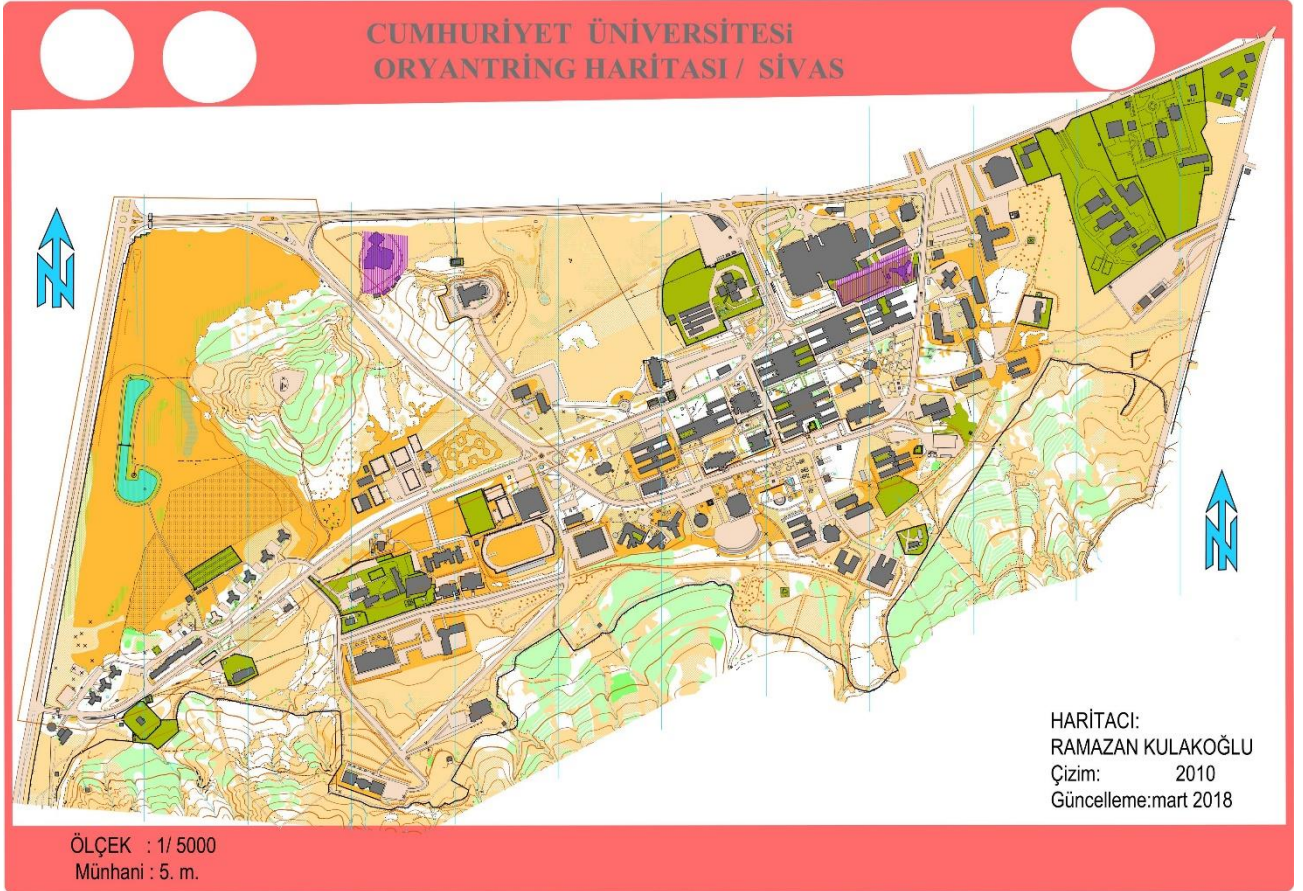 CUMHURİYET ÜNİVERSİTESi
ORYANTRİNG HARİTASI / SİVAS
N
N
HARİTACI:
RAMAZAN KULAKOĞLU
Çizim: 2010
Güncelleme:mart 2018
ÖLÇEK : 1/ 5000
Münhani : 5. m.